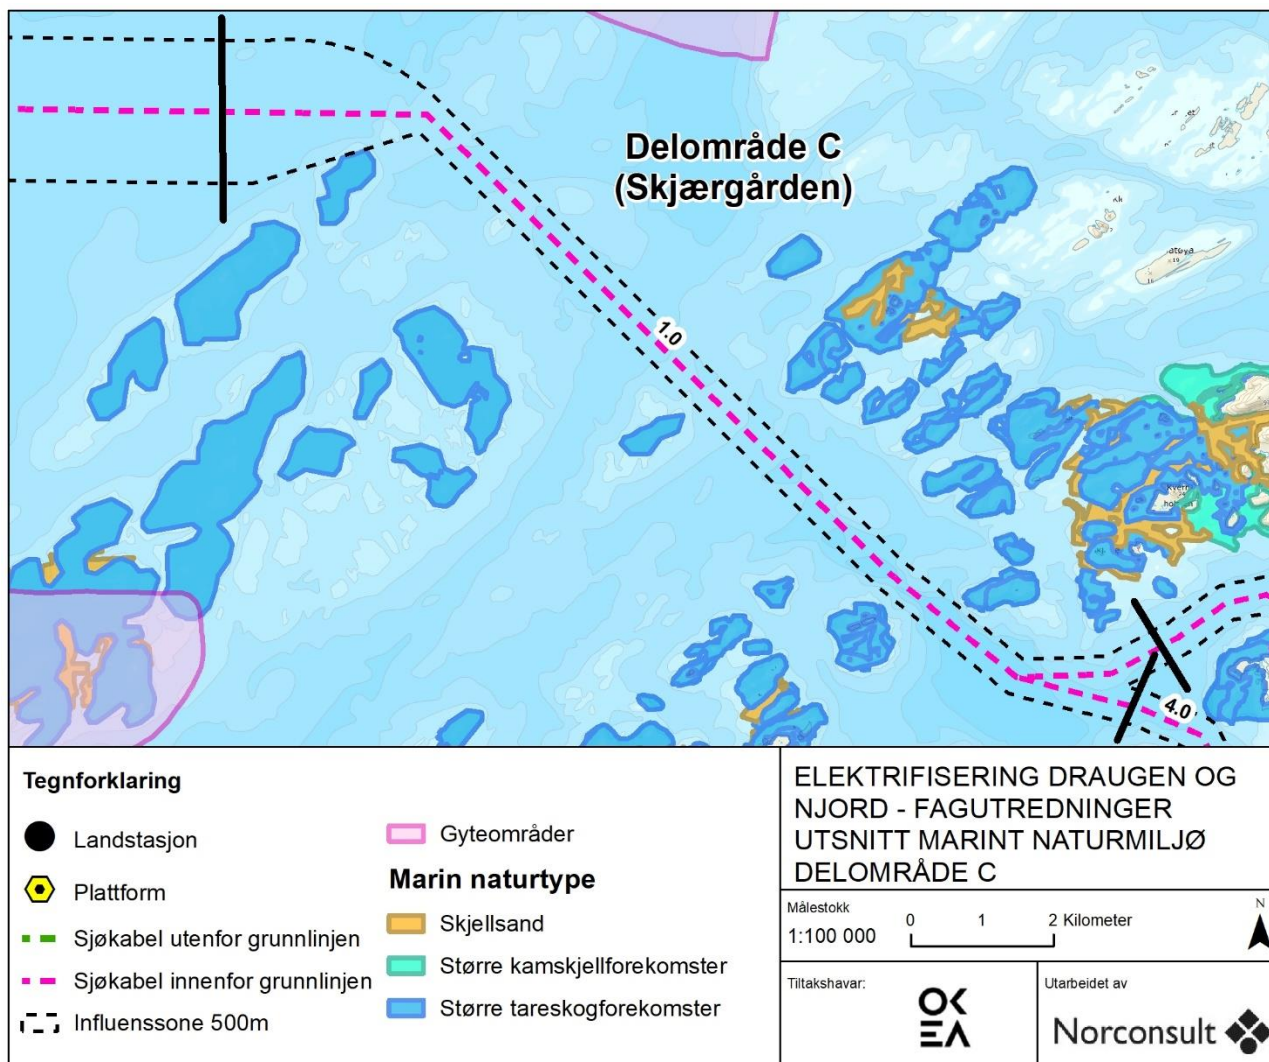 Delområde C
(Skjærgården)
1.0
4.0
Tegnforklaring
Landstasjon
Plattform
Sjøkabel utenfor grunnlinjen
Sjøkabel innenfor grunnlinjen
Influenssone 500m
Gyteområder
Marin naturtype
Skjellsand
Større kamskjellforekomster
Større tareskogforekomster
ELEKTRIFISERING DRAUGEN OG
NJORD - FAGUTREDNINGER
UTSNITT MARINT NATURMILJØ
DELOMRÅDE C
Målestokk
1:100 000
0 1 2 Kilometer
N
Tiltakshavar:
OKEA
Utarbeidet av
Norconsult